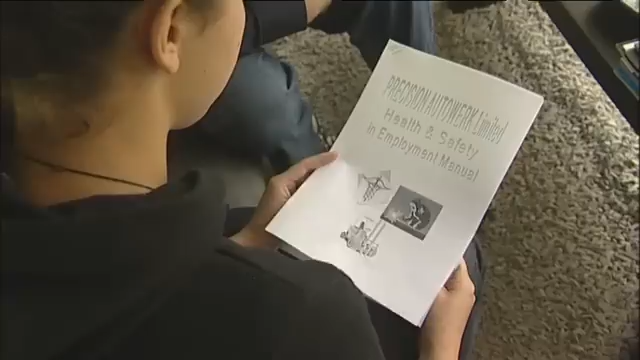 PRECISION AUTOWERK Limited
Health & Safety
In Employment Manual